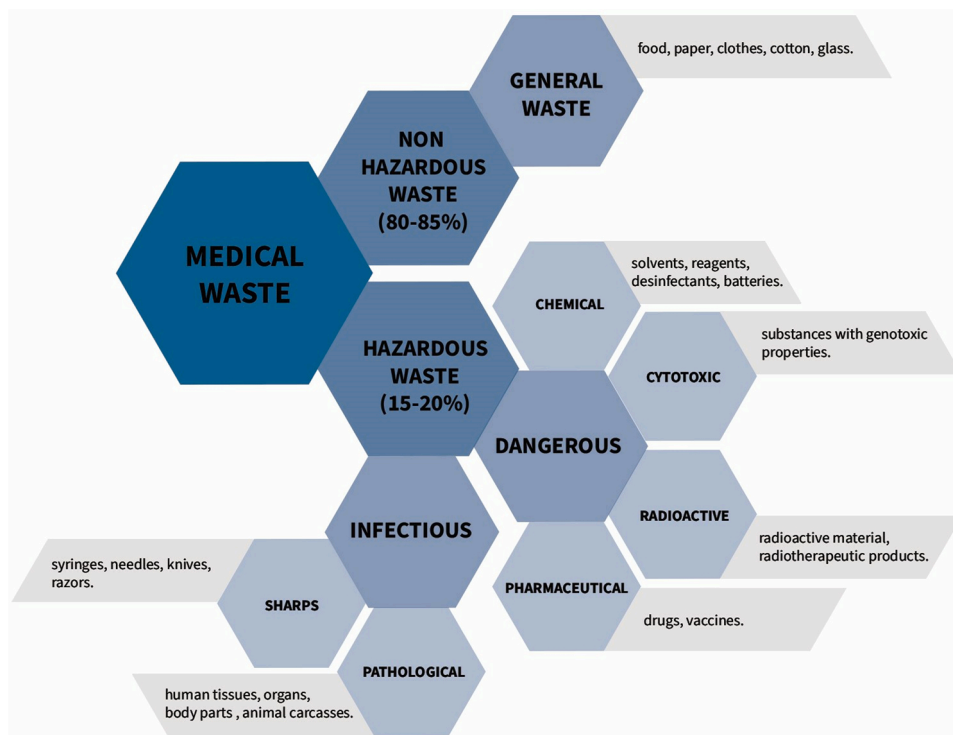 food, paper, clothes, cotton, glass.
GENERAL
WASTE
NON
HAZARDOUS
WASTE
(80-85%)
MEDICAL
WASTE
HAZARDOUS
WASTE
(15-20%)
solvents, reagents,
desinfectants, batteries.
CHEMICAL
substances with genotoxic
properties.
CYTOTOXIC
DANGEROUS
RADIOACTIVE
radioactive material,
radiotherapeutic products.
PHARMACEUTICAL
drugs, vaccines.
INFECTIOUS
syringes, needles, knives,
razors.
SHARPS
PATHOLOGICAL
human tissues, organs,
body parts , animal carcasses.